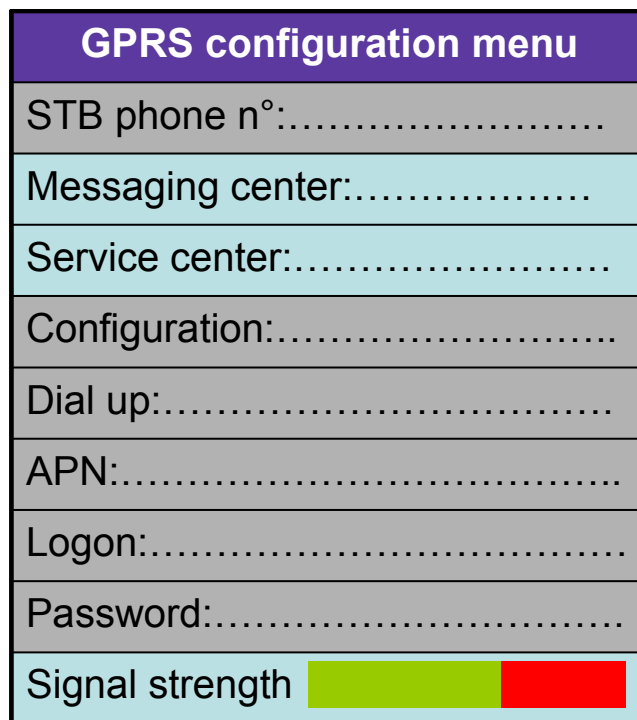 GPRS configuration menu
STB phone n°:……………………
Messaging center:………………
Service center:……………………
Configuration:……………………..
Dial up:…………………………….
APN:………………………………..
Logon:……………………………….
Password:………………………….
Signal strength